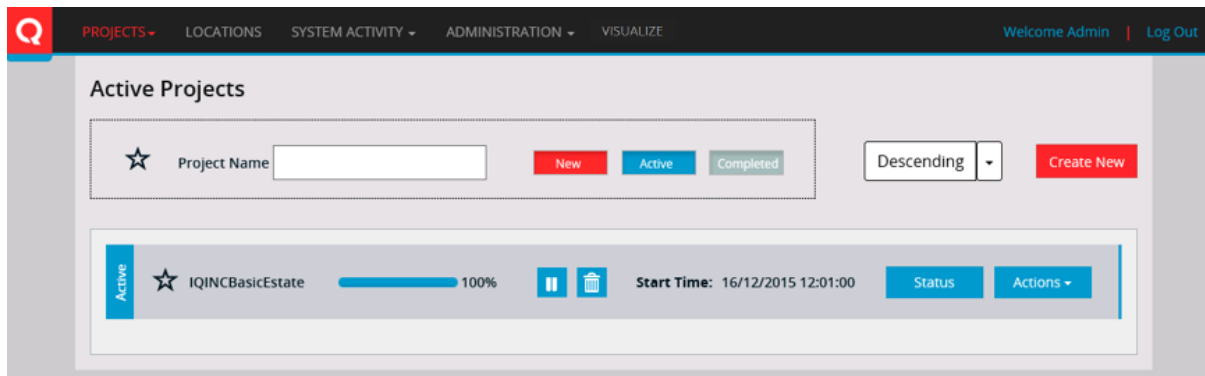 PROJECTS LOCATIONS SYSTEM ACTIVITY ADMINISTRATION VISUALIZE Welcome Admin | Log Out
Active Projects
Project Name New Active Completed Descending Create New
Active IQINCBasicEstate 100% Start Time: 16/12/2015 12:01:00 Status Actions